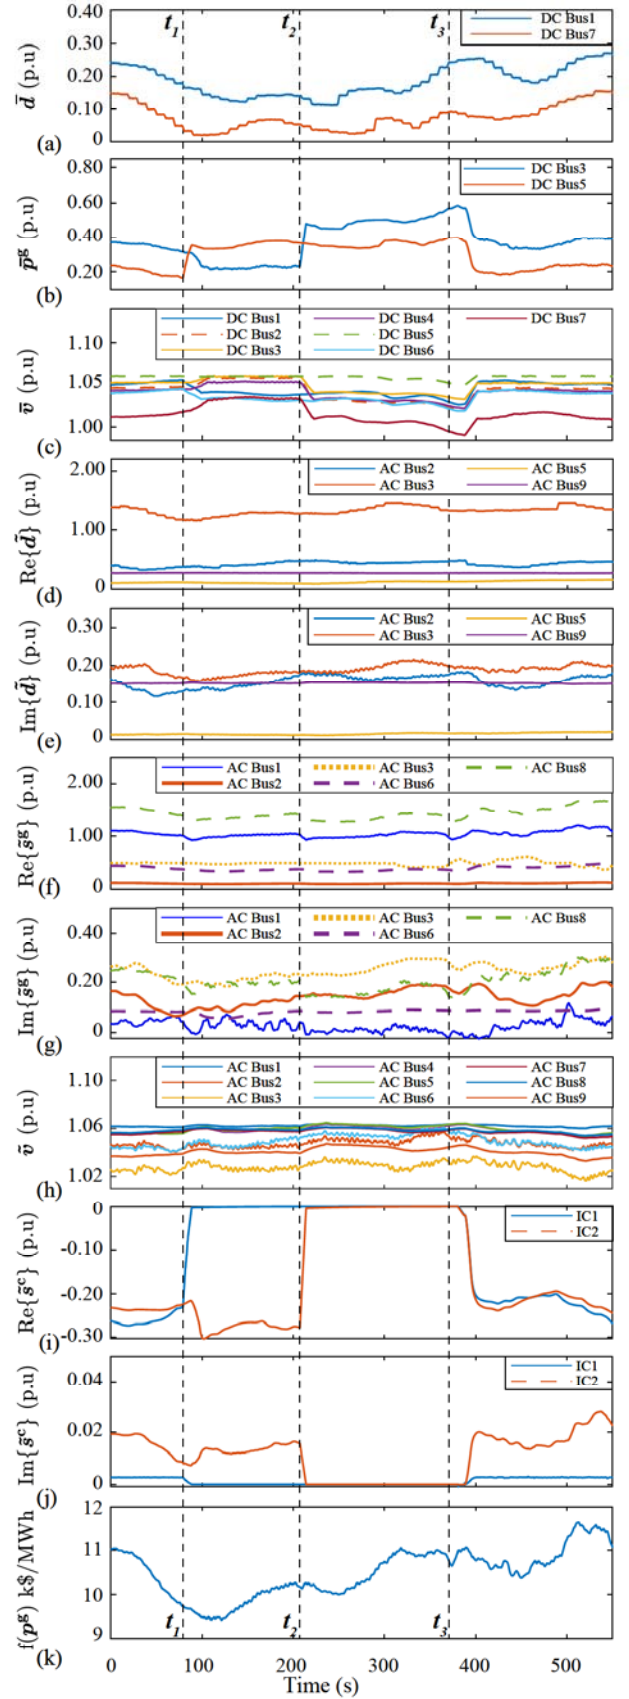 t1 t2 t3
DC Bus1
DC Bus7
0.40
0.30
0.20
0.10
0
d̄ (p.u)
(a)
DC Bus3
DC Bus5
0.80
0.60
0.40
0.20
p̄g (p.u)
(b)
DC Bus1 DC Bus4 DC Bus7
DC Bus2 DC Bus5
DC Bus3 DC Bus6
1.10
1.05
1.00
v̄ (p.u)
(c)
AC Bus2 AC Bus5
AC Bus3 AC Bus9
2.00
1.00
0
Re{d̃} (p.u)
(d)
AC Bus2 AC Bus5
AC Bus3 AC Bus9
0.30
0.20
0.10
Im{d̃} (p.u)
(e)
AC Bus1 AC Bus3 AC Bus8
AC Bus2 AC Bus6
2.00
1.00
0
Re{s̃g} (p.u)
(f)
AC Bus1 AC Bus3 AC Bus8
AC Bus2 AC Bus6
0.40
0.20
0
Im{s̃g} (p.u)
(g)
AC Bus1 AC Bus4 AC Bus7
AC Bus2 AC Bus5 AC Bus8
AC Bus3 AC Bus6 AC Bus9
1.10
1.06
1.02
ṽ (p.u)
(h)
IC1
IC2
0
-0.10
-0.20
-0.30
Re{s̃c} (p.u)
(i)
IC1
IC2
0.04
0.02
0
Im{s̃c} (p.u)
(j)
12
11
10
9
f(pg) k$/MWh
(k)
t1 t2 t3
0 100 200 300 400 500
Time (s)